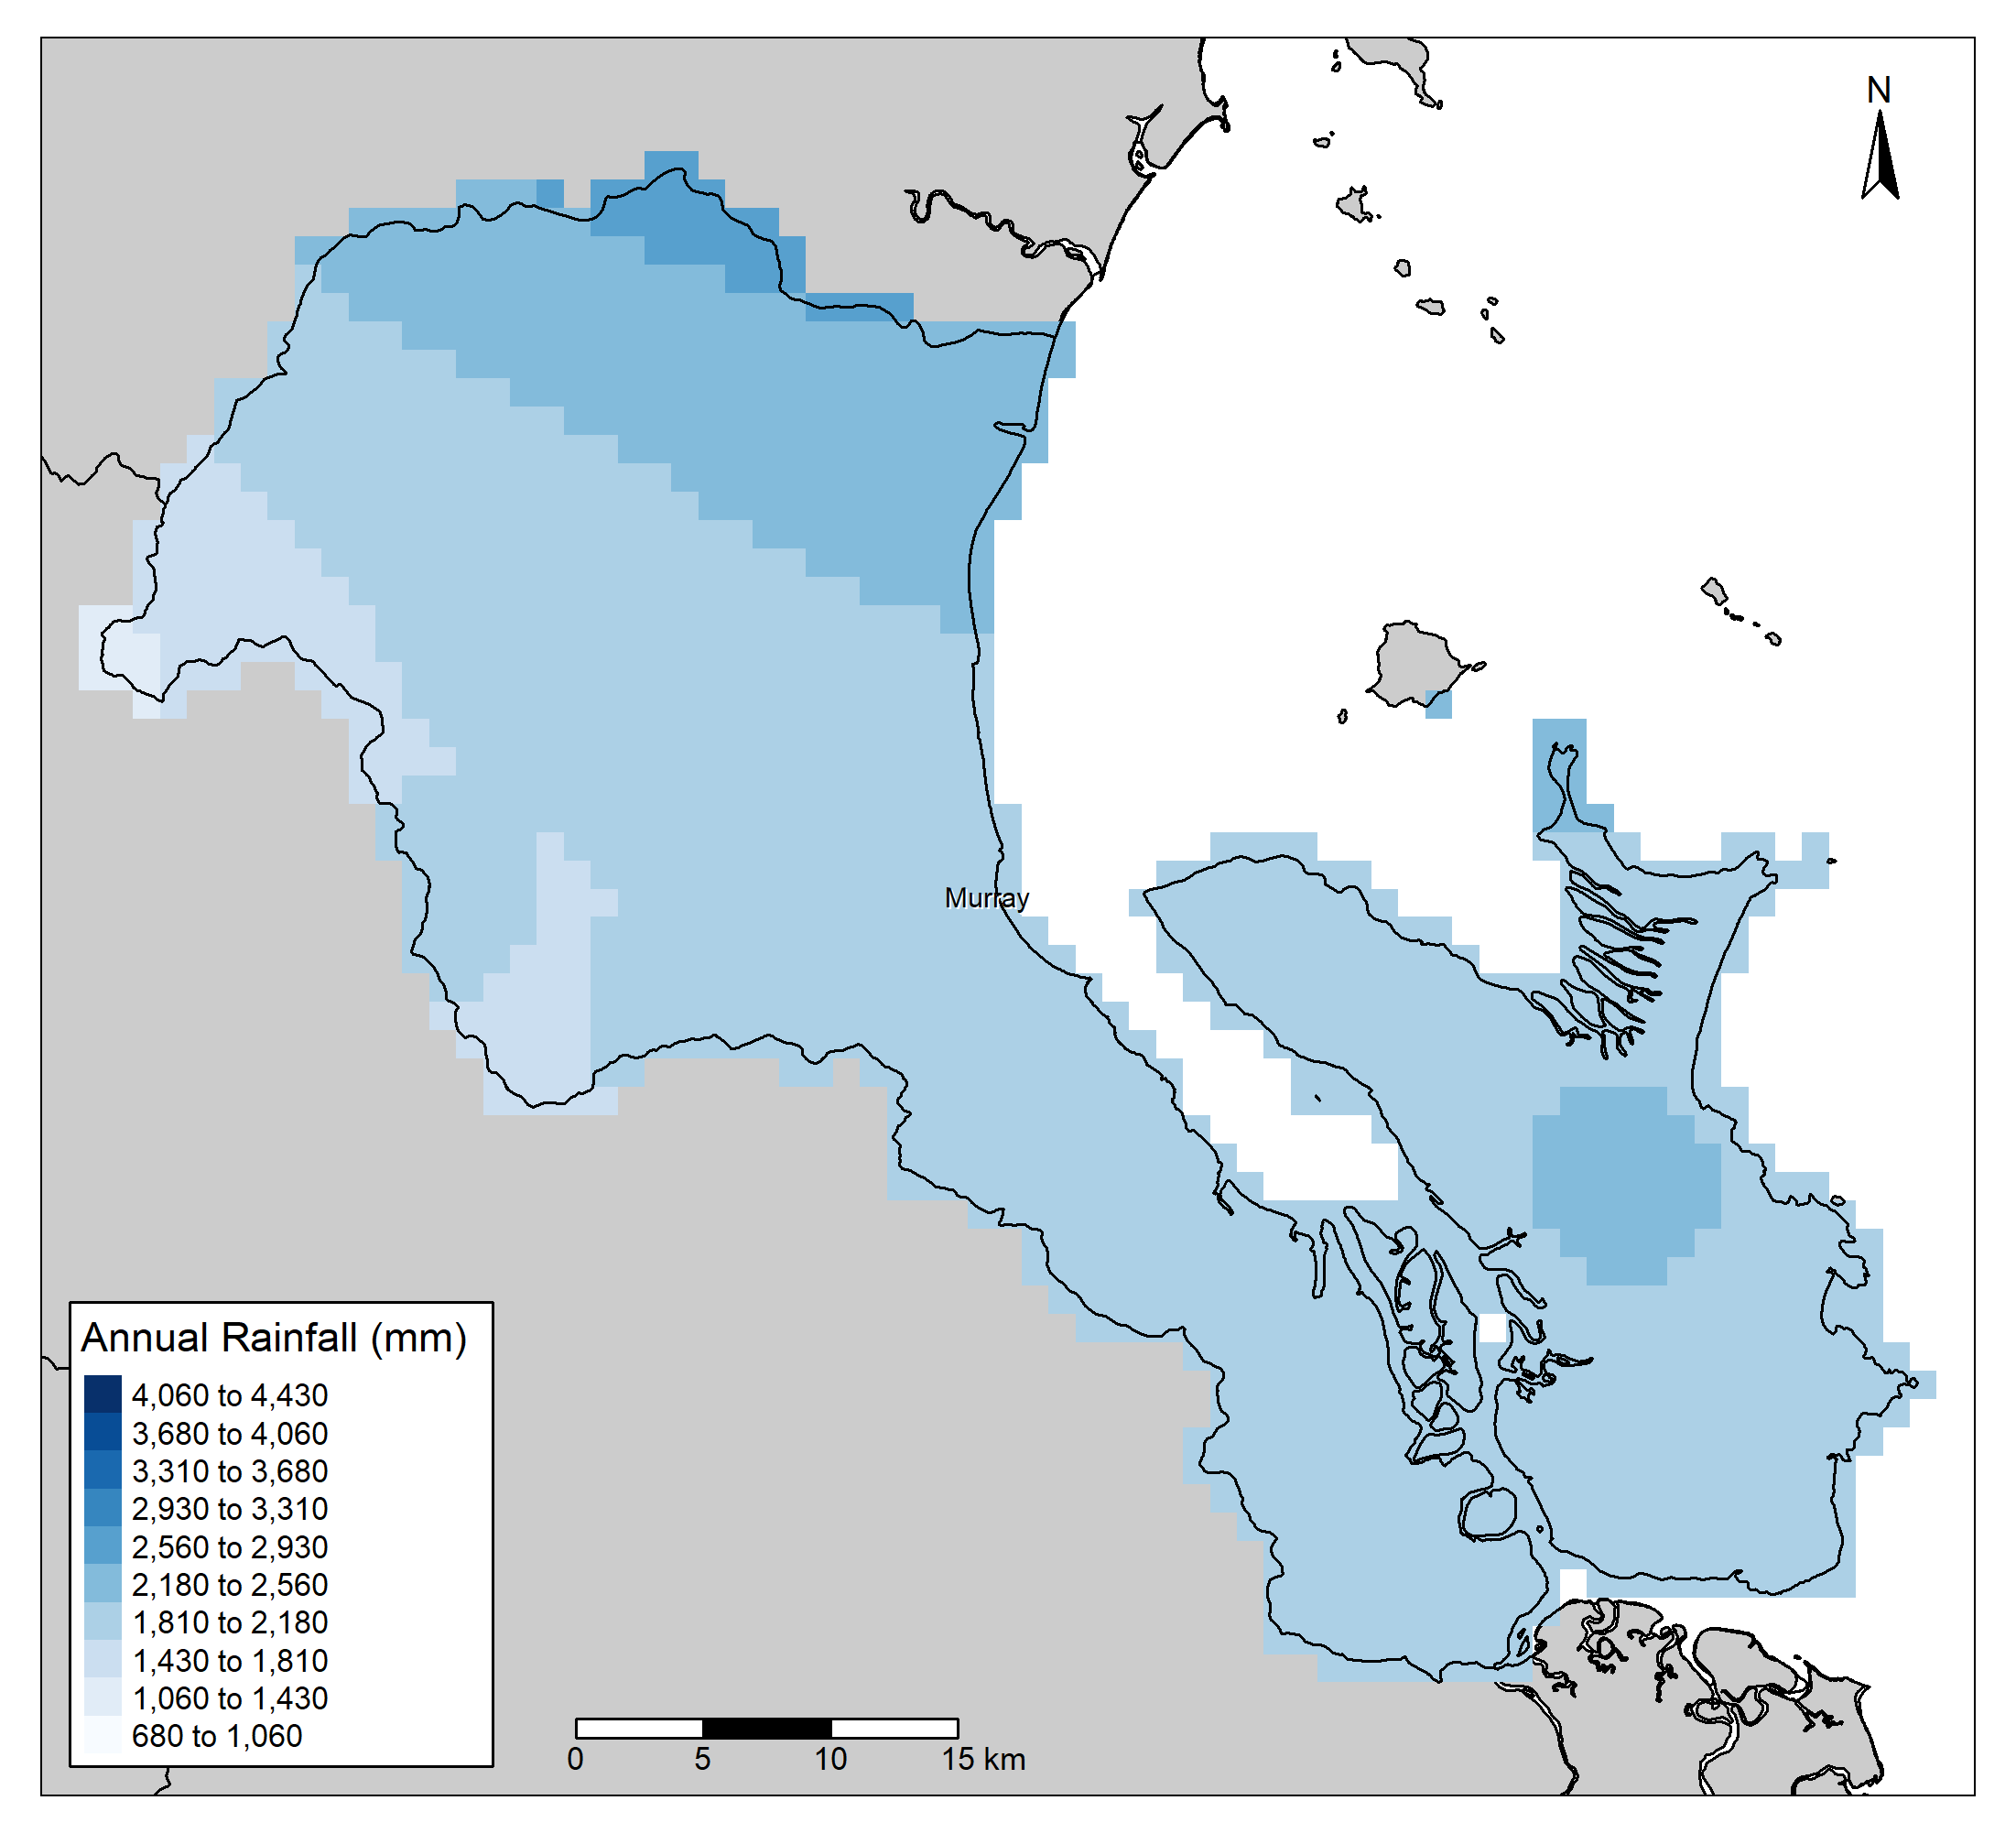 N
Murray
Annual Rainfall (mm)
4,060 to 4,430
3,680 to 4,060
3,310 to 3,680
2,930 to 3,310
2,560 to 2,930
2,180 to 2,560
1,810 to 2,180
1,430 to 1,810
1,060 to 1,430
680 to 1,060
0 5 10 15 km